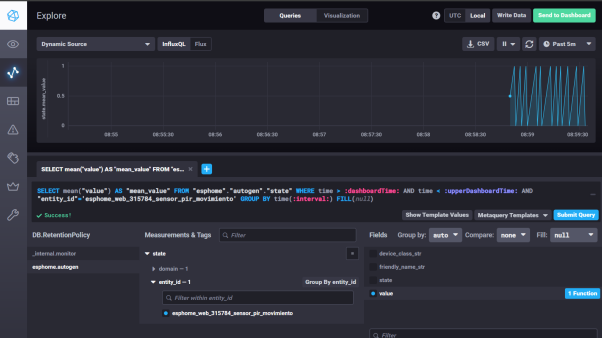 Explore
Queries
Visualization
?
UTC
Local
Write Data
Send to Dashboard
Dynamic Source
InfluxQL
Flux
CSV
Past 5m
state.mean_value
1
0.5
0
08:55
08:55:30
08:56
08:56:30
08:57
08:57:30
08:58
08:58:30
08:59
08:59:30
SELECT mean("value") AS "mean_value" FROM "es...
SELECT mean("value") AS "mean_value" FROM "esphome"."autogen"."state" WHERE time > :dashboardTime: AND time < :upperDashboardTime: AND
"entity_id"='esphome_web_315784_sensor_pir_movimiento' GROUP BY time(:interval:) FILL(null)
Success!
Show Template Values
Metaquery Templates
Submit Query
DB.RetentionPolicy
Measurements & Tags
Filter
Fields
Group by:
auto
Compare:
none
Fill:
null
_internal.monitor
esphome.autogen
state
domain — 1
entity_id — 1
Group By entity_id
Filter within entity_id
esphome_web_315784_sensor_pir_movimiento
device_class_str
friendly_name_str
state
value
1 Function
Filter